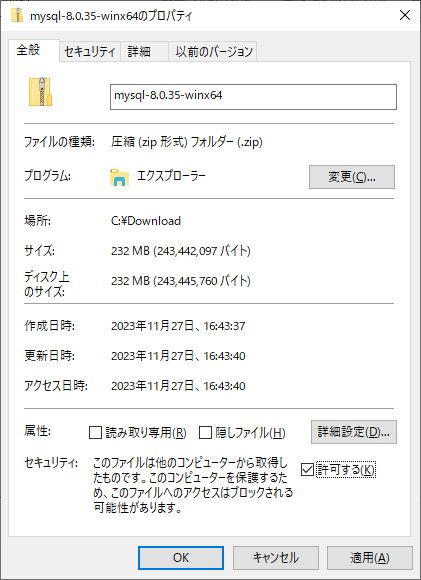 mysql-8.0.35-winx64のプロパティ
全般 セキュリティ 詳細 以前のバージョン
mysql-8.0.35-winx64
ファイルの種類: 圧縮 (zip 形式) フォルダー (.zip)
プログラム: エクスプローラー 変更(C)...
場所: C:¥Download
サイズ: 232 MB (243,442,097 バイト)
ディスク上
のサイズ: 232 MB (243,445,760 バイト)
作成日時: 2023年11月27日、16:43:37
更新日時: 2023年11月27日、16:43:40
アクセス日時: 2023年11月27日、16:43:40
属性: 読み取り専用(R) 隠しファイル(H) 詳細設定(D)...
セキュリティ: このファイルは他のコンピューターから取得し
たものです。このコンピューターを保護するた
め、このファイルへのアクセスはブロックされる
可能性があります。
許可する(K)
OK キャンセル 適用(A)